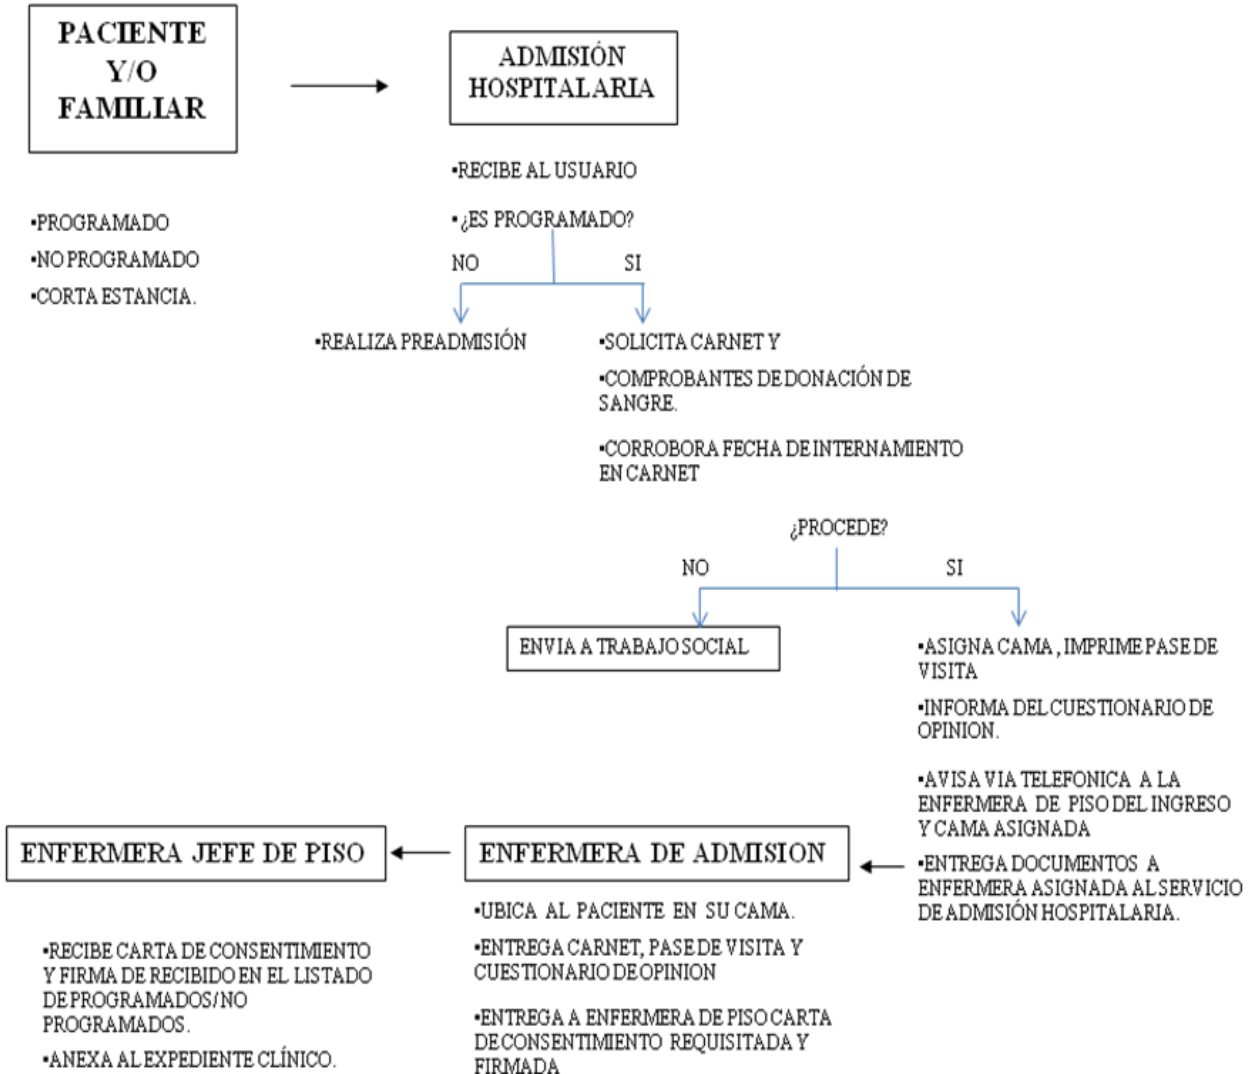 PACIENTE
Y/O
FAMILIAR
▪PROGRAMADO
▪NO PROGRAMADO
▪CORTA ESTANCIA.
ADMISIÓN
HOSPITALARIA
▪RECIBE AL USUARIO
▪¿ES PROGRAMADO?
NO
SI
▪REALIZA PREADMISIÓN
▪SOLICITA CARNET Y
▪COMPROBANTES DE DONACIÓN DE
SANGRE.
▪CORROBORA FECHA DE INTERNAMIENTO
EN CARNET
¿PROCEDE?
NO
SI
ENVIA A TRABAJO SOCIAL
▪ASIGNA CAMA , IMPRIME PASE DE
VISITA
▪INFORMA DEL CUESTIONARIO DE
OPINION.
▪AVISA VIA TELEFONICA A LA
ENFERMERA DE PISO DEL INGRESO
Y CAMA ASIGNADA
▪ENTREGA DOCUMENTOS A
ENFERMERA ASIGNADA AL SERVICIO
DE ADMISIÓN HOSPITALARIA.
ENFERMERA DE ADMISION
▪UBICA AL PACIENTE EN SU CAMA.
▪ENTREGA CARNET, PASE DE VISITA Y
CUESTIONARIO DE OPINION
▪ENTREGA A ENFERMERA DE PISO CARTA
DE CONSENTIMIENTO REQUISITADA Y
FIRMADA
ENFERMERA JEFE DE PISO
▪RECIBE CARTA DE CONSENTIMIENTO
Y FIRMA DE RECIBIDO EN EL LISTADO
DE PROGRAMADOS/NO
PROGRAMADOS.
▪ANEXA AL EXPEDIENTE CLÍNICO.